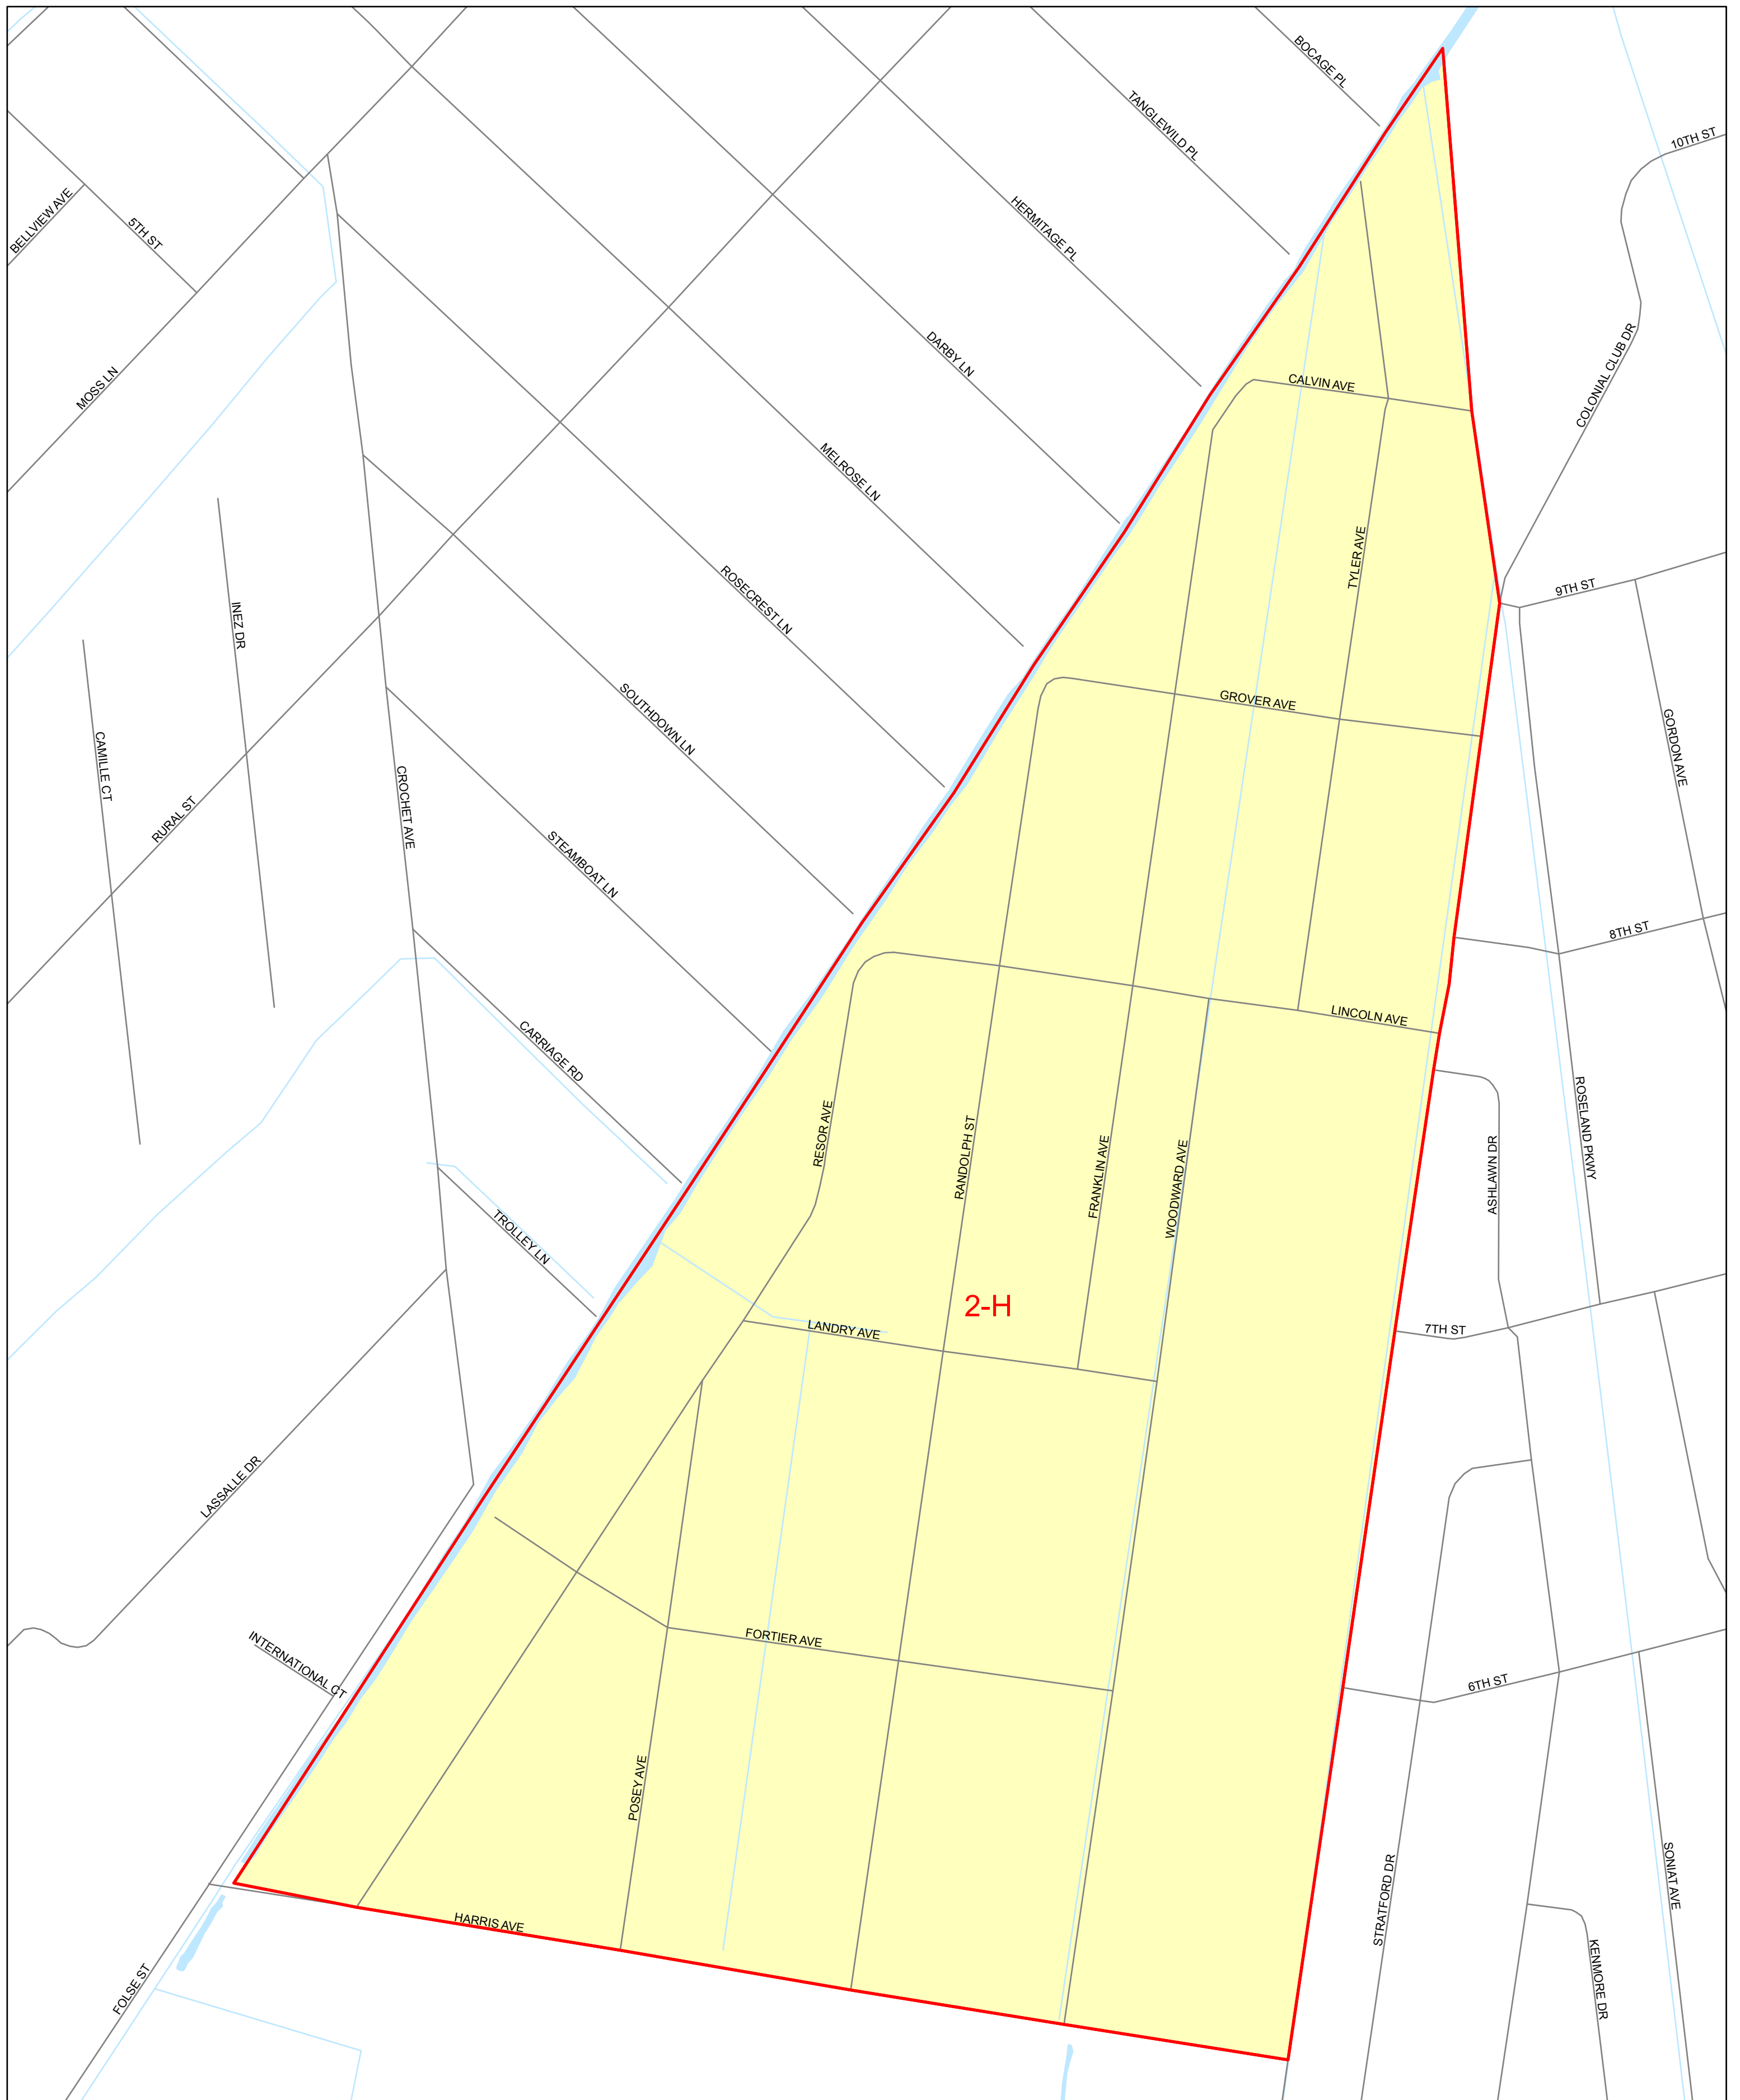 BOCAGE PL
TANGLEWILD PL
10TH ST
BELLVIEW AVE
5TH ST
HERMITAGE PL
MOSS LN
DARBY LN
CALVIN AVE
COLONIAL CLUB DR
MELROSE LN
TYLER AVE
9TH ST
ROSECREST LN
INEZ DR
SOUTHDOWN LN
GROVER AVE
GORDON AVE
CAMILLE CT
CROCHET AVE
RURAL ST
STEAMBOAT LN
8TH ST
LINCOLN AVE
CARRIAGE RD
RESOR AVE
RANDOLPH ST
FRANKLIN AVE
WOODWARD AVE
ASHLAWN DR
ROSELAND PKWY
TROLLEY LN
2-H
LANDRY AVE
7TH ST
LASSALLE DR
FORTIER AVE
INTERNATIONAL CT
6TH ST
POSEY AVE
STRATFORD DR
SONIAT AVE
HARRIS AVE
FOLSE ST
KENMORE DR